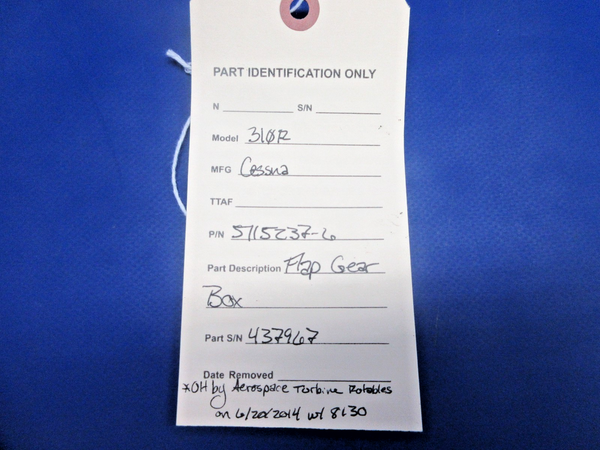 PART IDENTIFICATION ONLY
N S/N
Model 310R
MFG Cessna
TTAF
P/N 5715237-6
Part Description Flap Gear
Box
Part S/N 437967
Date Removed
*OH by Aerospace Turbine Rotables
on 6/20/2014 w/ 8130